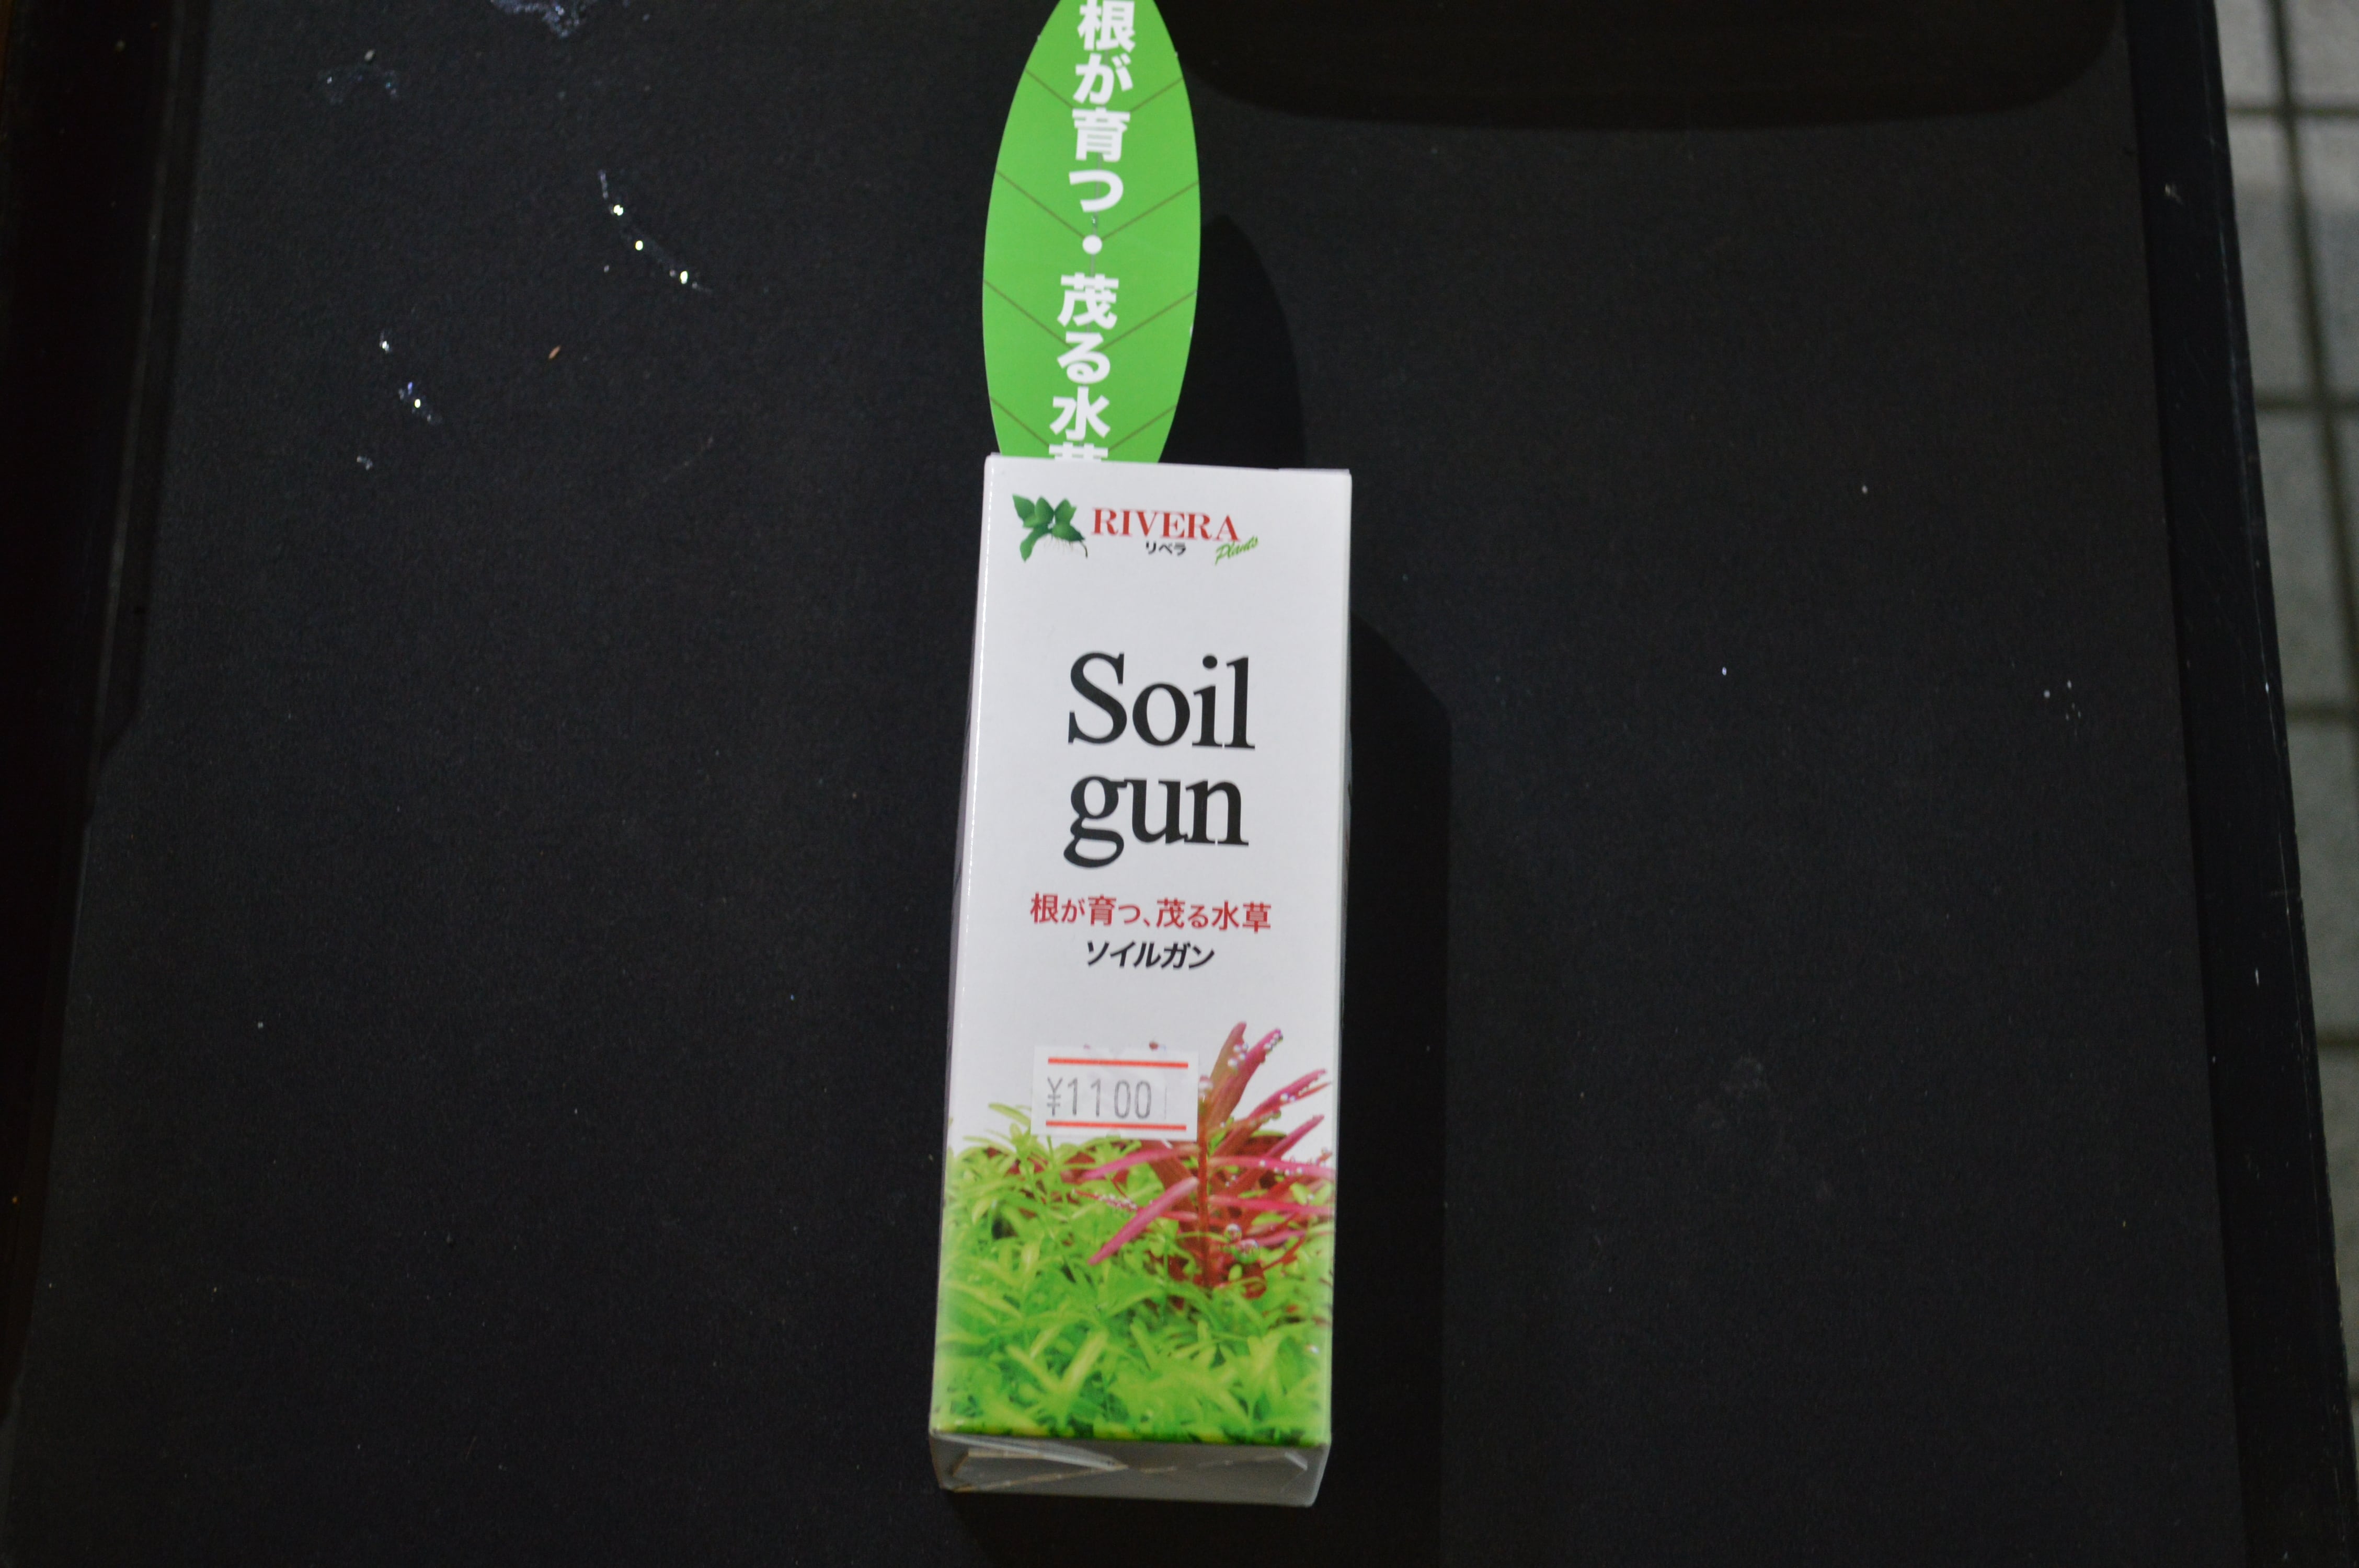 根が育つ・茂る水草
RIVERA
リベラ
Plants
Soil
gun
根が育つ、茂る水草
ソイルガン
¥1100